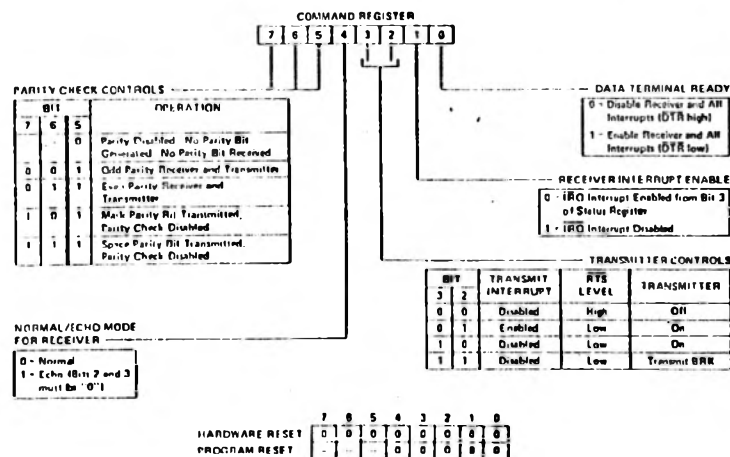 COMMAND REGISTER
7 6 5 4 3 2 1 0
PARITY CHECK CONTROLS
BIT OPERATION
7 6 5
- - 0 Parity Disabled No Parity Bit
Generated No Parity Bit Received
0 0 1 Odd Parity Receiver and Transmitter
0 1 1 Even Parity Receiver and
Transmitter
1 0 1 Mark Parity Bit Transmitted,
Parity Check Disabled
1 1 1 Space Parity Bit Transmitted,
Parity Check Disabled
NORMAL/ECHO MODE
FOR RECEIVER
0 - Normal
1 - Echo (Bits 2 and 3
must be "0")
DATA TERMINAL READY
0 - Disable Receiver and All
Interrupts (DTR high)
1 - Enable Receiver and All
Interrupts (DTR low)
RECEIVER INTERRUPT ENABLE
0 - IRQ Interrupt Enabled from Bit 3
of Status Register
1 - IRQ Interrupt Disabled
TRANSMITTER CONTROLS
BIT TRANSMIT INTERRUPT RTS LEVEL TRANSMITTER
3 2
0 0 Disabled High Off
0 1 Enabled Low On
1 0 Disabled Low On
1 1 Disabled Low Transmit BRK
7 6 5 4 3 2 1 0
HARDWARE RESET 0 0 0 0 0 0 0 0
PROGRAM RESET - - - 0 0 0 0 0